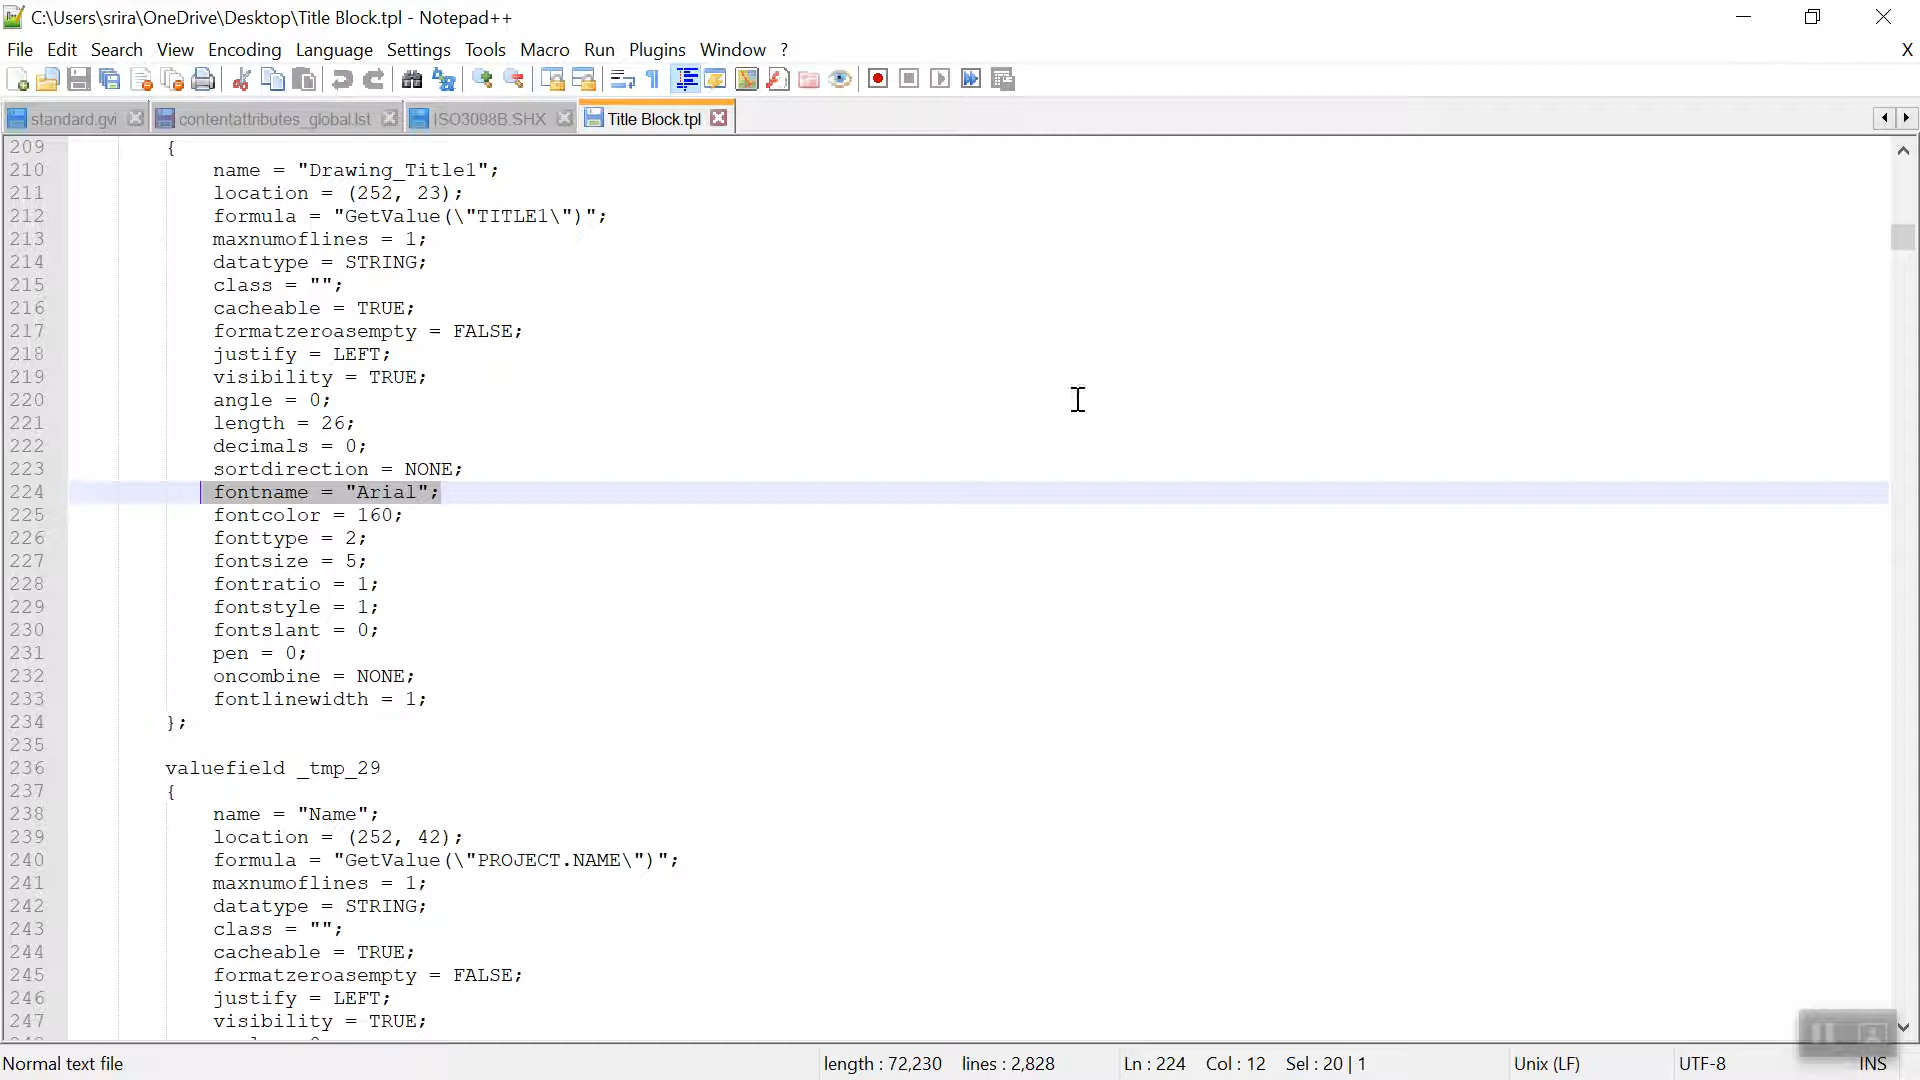 C:\Users\srira\OneDrive\Desktop\Title Block.tpl - Notepad++
File Edit Search View Encoding Language Settings Tools Macro Run Plugins Window ? X
standard.gvi contentattributes_global.lst ISO3098B.SHX Title Block.tpl
209 {
210 name = "Drawing_Title1";
211 location = (252, 23);
212 formula = "GetValue(\"TITLE1\")";
213 maxnumoflines = 1;
214 datatype = STRING;
215 class = "";
216 cacheable = TRUE;
217 formatzeroasempty = FALSE;
218 justify = LEFT;
219 visibility = TRUE;
220 angle = 0;
221 length = 26;
222 decimals = 0;
223 sortdirection = NONE;
224 fontname = "Arial";
225 fontcolor = 160;
226 fonttype = 2;
227 fontsize = 5;
228 fontratio = 1;
229 fontstyle = 1;
230 fontslant = 0;
231 pen = 0;
232 oncombine = NONE;
233 fontlinewidth = 1;
234 };
235
236 valuefield _tmp_29
237 {
238 name = "Name";
239 location = (252, 42);
240 formula = "GetValue(\"PROJECT.NAME\")";
241 maxnumoflines = 1;
242 datatype = STRING;
243 class = "";
244 cacheable = TRUE;
245 formatzeroasempty = FALSE;
246 justify = LEFT;
247 visibility = TRUE;
Normal text file length : 72,230 lines : 2,828 Ln : 224 Col : 12 Sel : 20 | 1 Unix (LF) UTF-8 INS